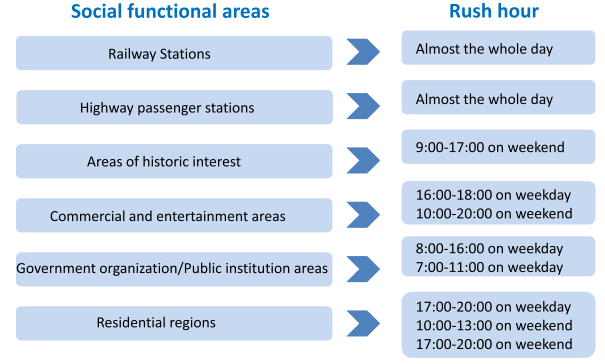 Social functional areas
Rush hour
Railway Stations
Almost the whole day
Highway passenger stations
Almost the whole day
Areas of historic interest
9:00-17:00 on weekend
Commercial and entertainment areas
16:00-18:00 on weekday
10:00-20:00 on weekend
Government organization/Public institution areas
8:00-16:00 on weekday
7:00-11:00 on weekday
Residential regions
17:00-20:00 on weekday
10:00-13:00 on weekend
17:00-20:00 on weekend